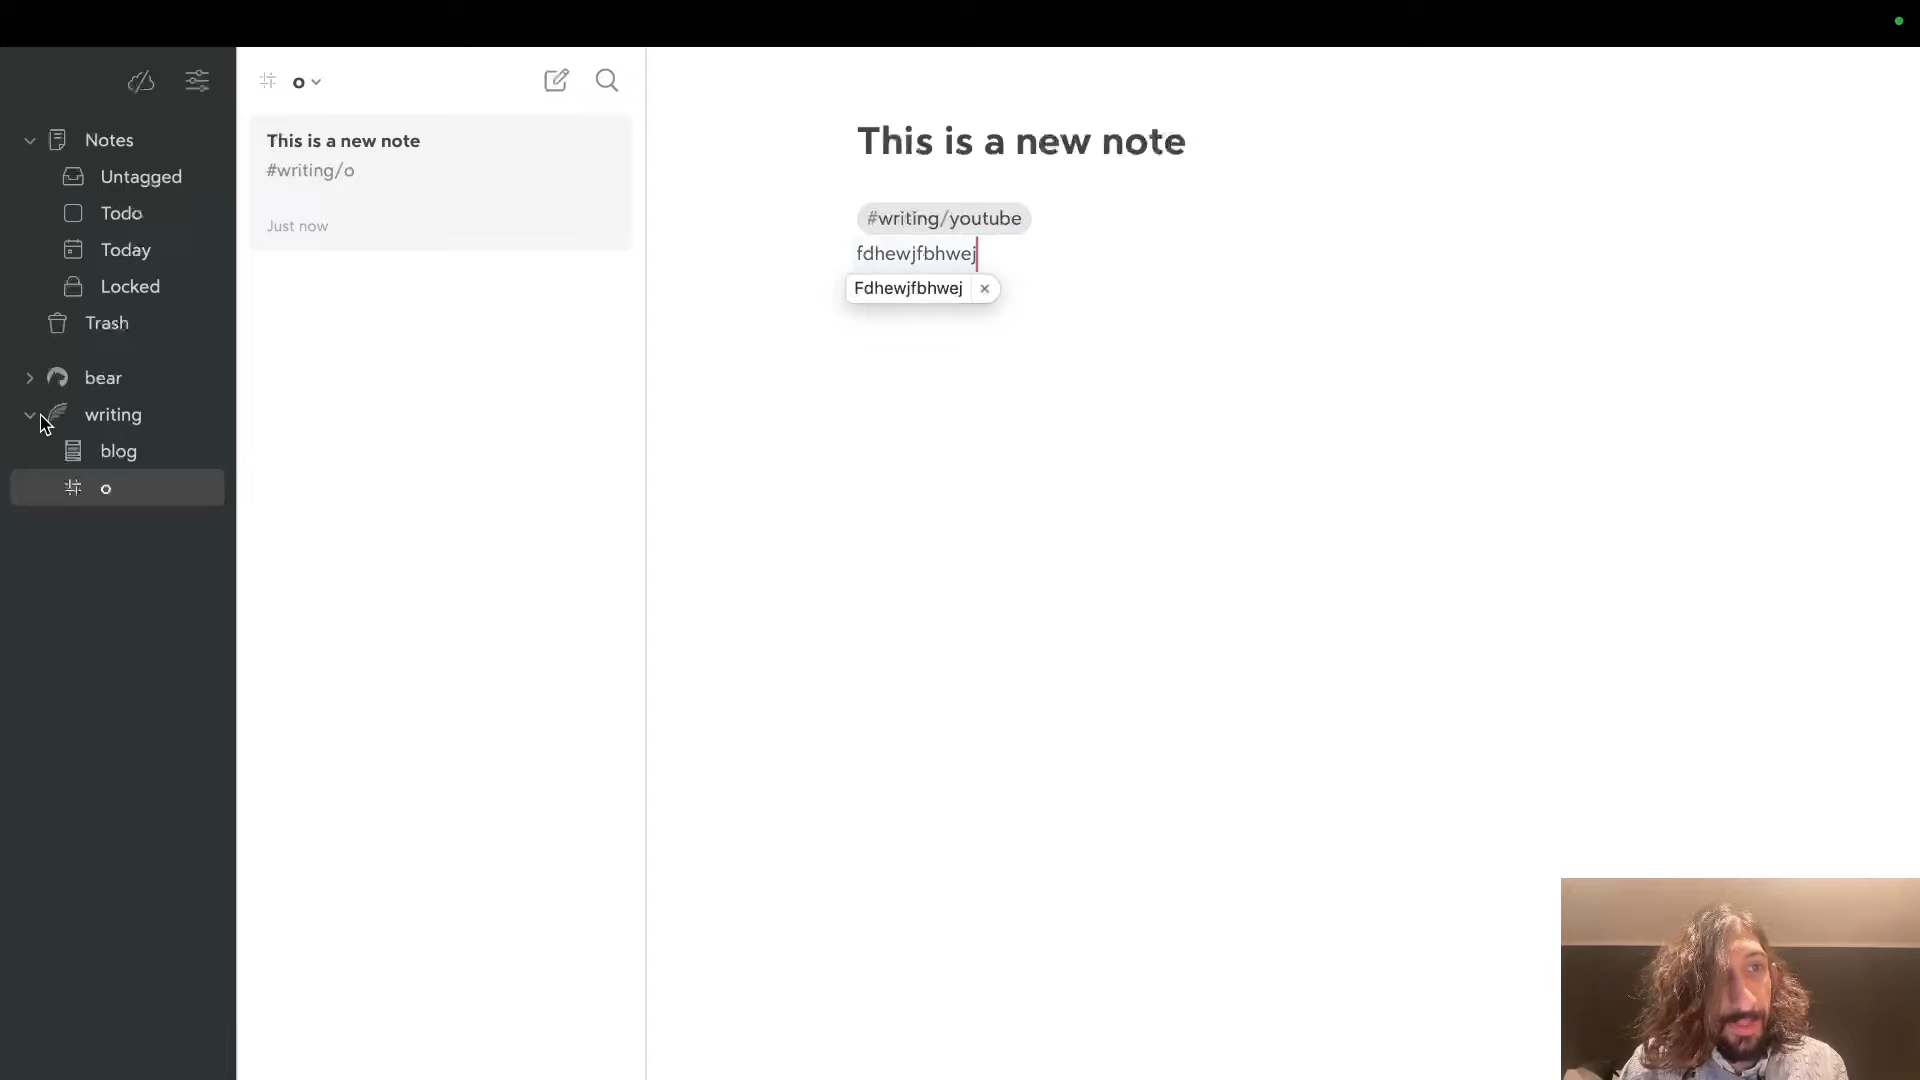 Notes
Untagged
Todo
Today
Locked
Trash
bear
writing
blog
o
o
This is a new note
#writing/o
Just now
This is a new note
#writing/youtube
fdhewjfbhwej
Fdhewjfbhwej